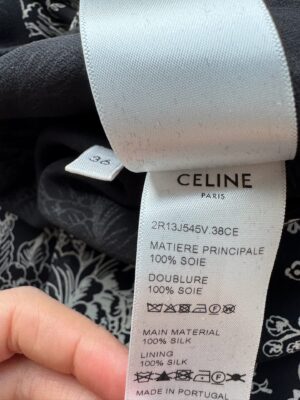 36
CELINE
PARIS
2R13J545V.38CE
MATIERE PRINCIPALE
100% SOIE
DOUBLURE
100% SOIE
MAIN MATERIAL
100% SILK
LINING
100% SILK
MADE IN PORTUGAL